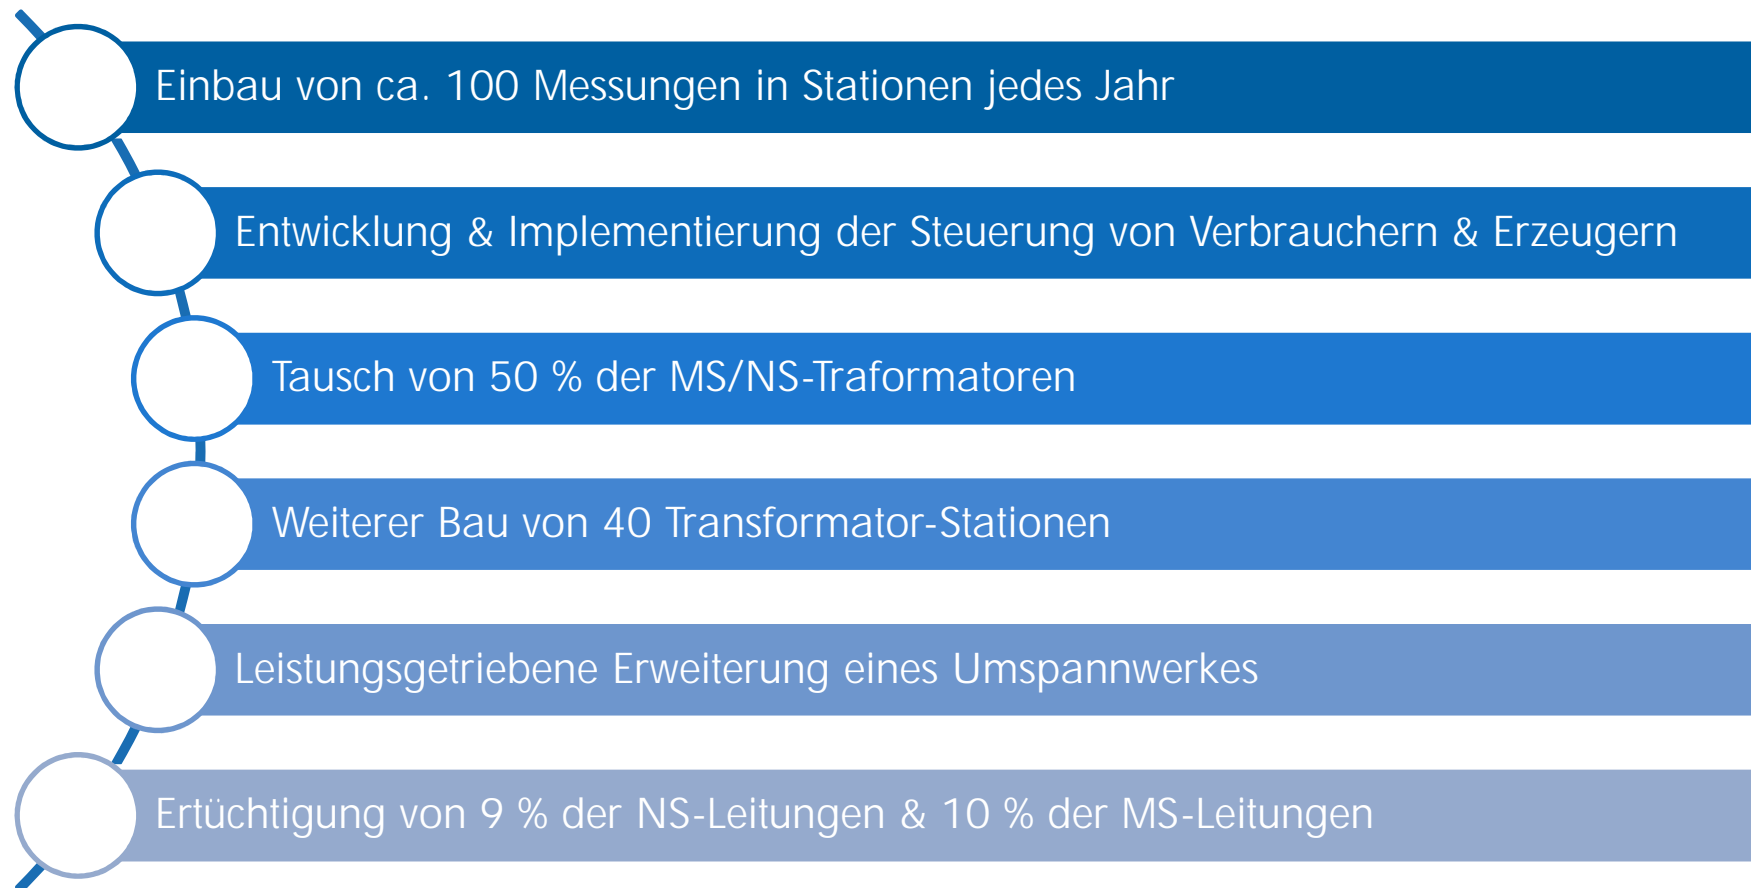 Einbau von ca. 100 Messungen in Stationen jedes Jahr
Entwicklung & Implementierung der Steuerung von Verbrauchern & Erzeugern
Tausch von 50 % der MS/NS-Traformatoren
Weiterer Bau von 40 Transformator-Stationen
Leistungsgetriebene Erweiterung eines Umspannwerkes
Ertüchtigung von 9 % der NS-Leitungen & 10 % der MS-Leitungen